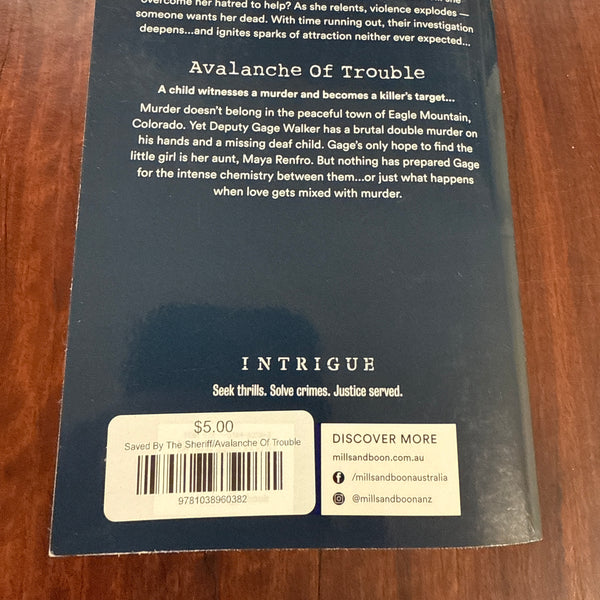 overcome her hatred to help? As she relents, violence explodes —
someone wants her dead. With time running out, their investigation
deepens...and ignites sparks of attraction neither ever expected...
Avalanche Of Trouble
A child witnesses a murder and becomes a killer's target...
Murder doesn't belong in the peaceful town of Eagle Mountain,
Colorado. Yet Deputy Gage Walker has a brutal double murder on
his hands and a missing deaf child. Gage's only hope to find the
little girl is her aunt, Maya Renfro. But nothing has prepared Gage
for the intense chemistry between them...or just what happens
when love gets mixed with murder.
INTRIGUE
Seek thrills. Solve crimes. Justice served.
$5.00
Saved By The Sheriff/Avalanche Of Trouble
9781038960382
DISCOVER MORE
millsandboon.com.au
/millsandboonaustralia
@millsandboonanz